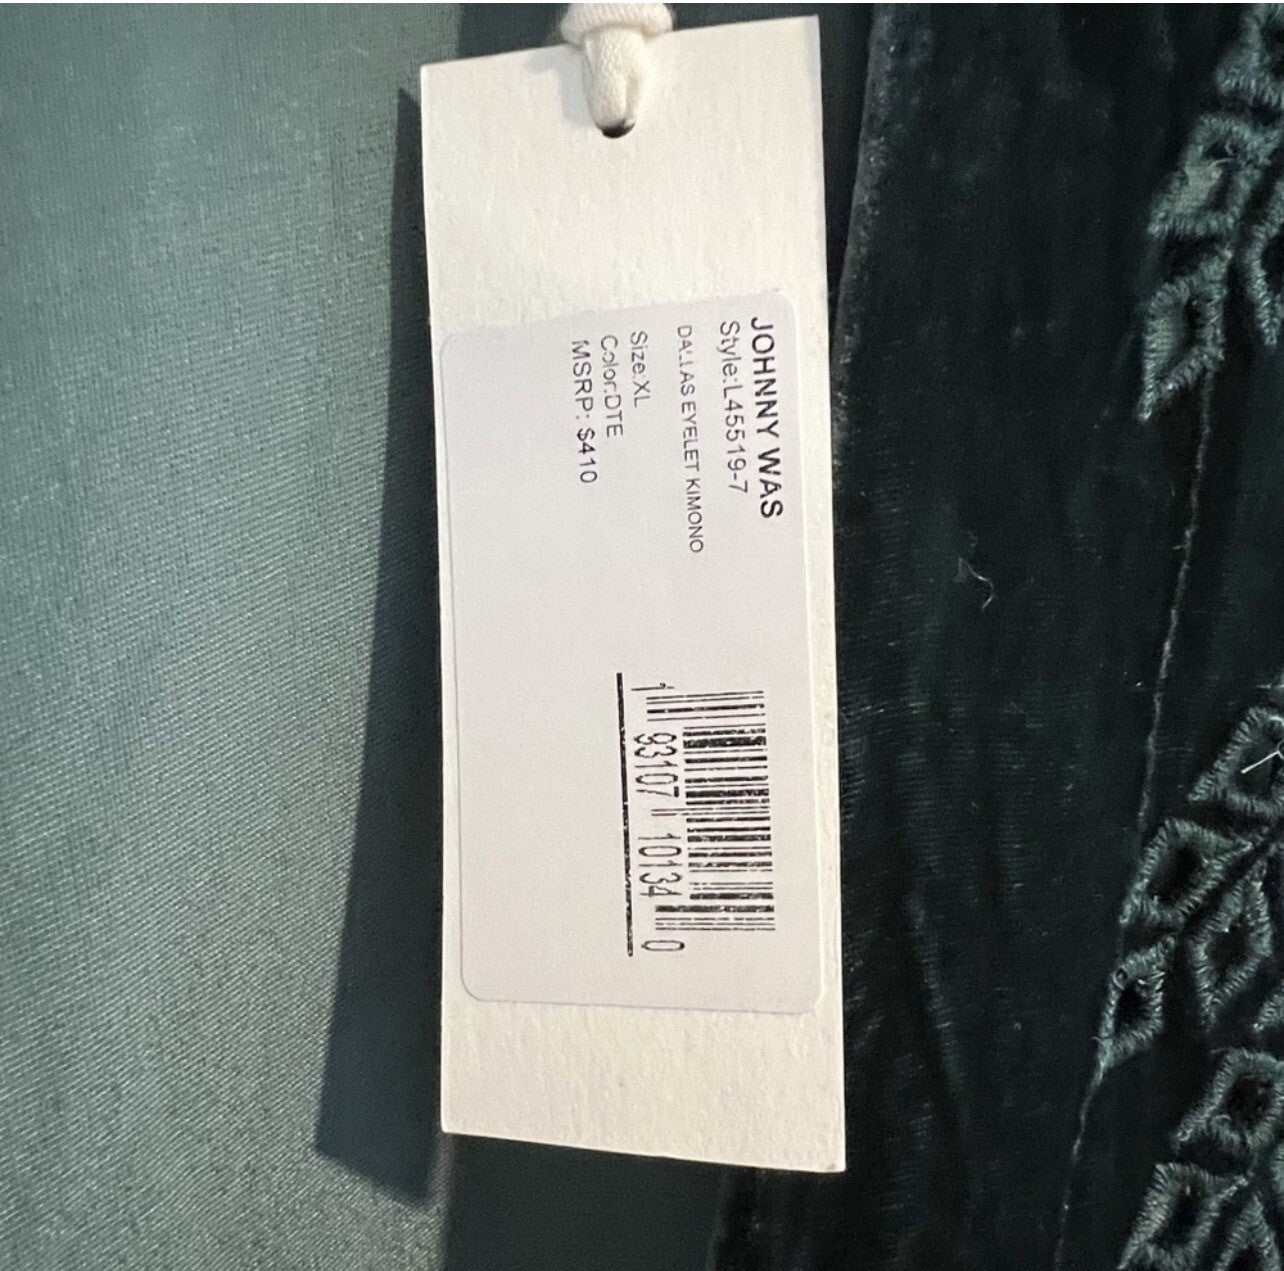 JOHNNY WAS
Style:L45519-7
DALLAS EYELET KIMONO
Size:XL
Color:DTE
MSRP: $410
1 93107 10134 0